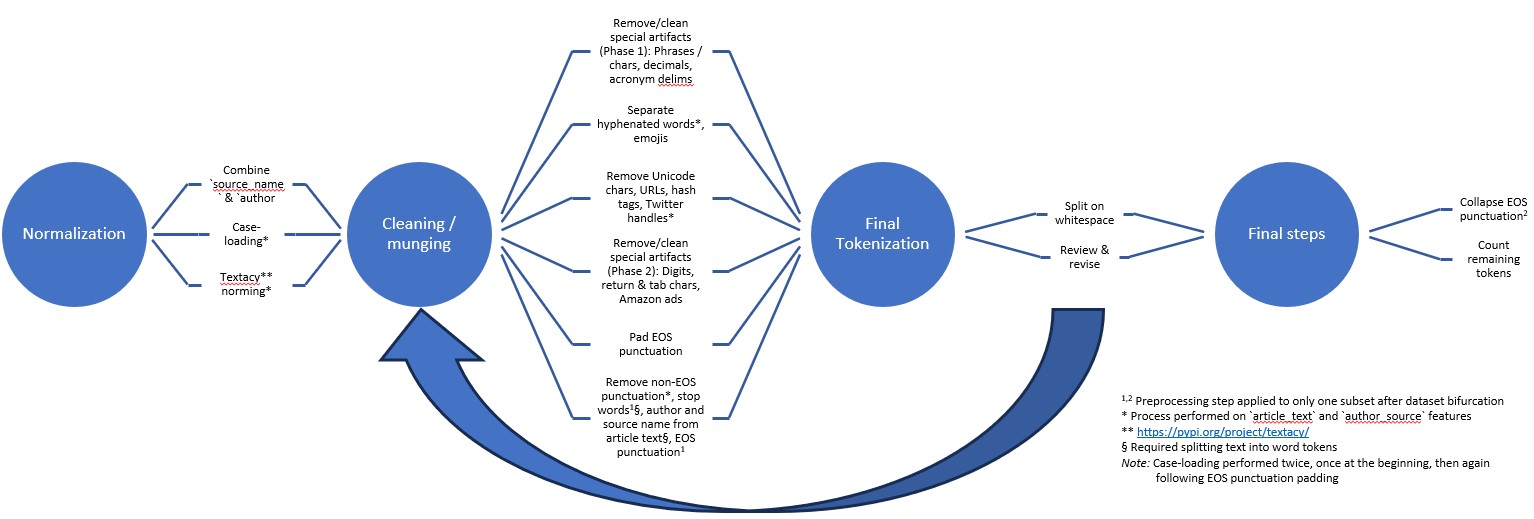 Normalization
Combine
`source_name
` & `author
Case-
loading*
Textacy**
norming*
Cleaning /
munging
Remove/clean
special artifacts
(Phase 1): Phrases /
chars, decimals,
acronym delims
Separate
hyphenated words*,
emojis
Remove Unicode
chars, URLs, hash
tags, Twitter
handles*
Remove/clean
special artifacts
(Phase 2): Digits,
return & tab chars,
Amazon ads
Pad EOS
punctuation
Remove non-EOS
punctuation*, stop
words¹§, author and
source name from
article text§, EOS
punctuation¹
Final
Tokenization
Split on
whitespace
Review &
revise
Final steps
Collapse EOS
punctuation²
Count
remaining
tokens
¹,² Preprocessing step applied to only one subset after dataset bifurcation
* Process performed on `article_text` and `author_source` features
** https://pypi.org/project/textacy/
§ Required splitting text into word tokens
Note: Case-loading performed twice, once at the beginning, then again
following EOS punctuation padding